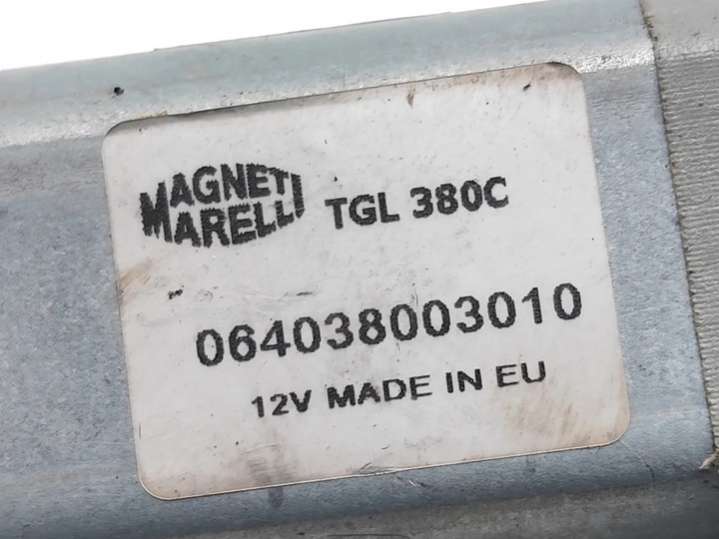 MAGNETI
MARELLI
TGL 380C
064038003010
12V MADE IN EU